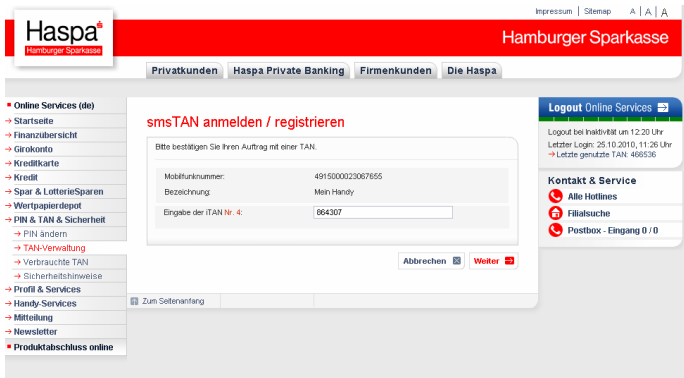 Impressum | Sitemap A | A | A
Haspa
Hamburger Sparkasse
Hamburger Sparkasse
Privatkunden Haspa Private Banking Firmenkunden Die Haspa
Online Services (de)
Startseite
Finanzübersicht
Girokonto
Kreditkarte
Kredit
Spar & LotterieSparen
Wertpapierdepot
PIN & TAN & Sicherheit
PIN ändern
TAN-Verwaltung
Verbrauchte TAN
Sicherheitshinweise
Profil & Services
Handy-Services
Mitteilung
Newsletter
Produktabschluss online
smsTAN anmelden / registrieren
Bitte bestätigen Sie Ihren Auftrag mit einer TAN.
Mobilfunknummer: 4915000023067655
Bezeichnung: Mein Handy
Eingabe der iTAN Nr. 4: 864307
Abbrechen Weiter
Zum Seitenanfang
Logout Online Services
Logout bei Inaktivität um 12:20 Uhr
Letzter Login: 25.10.2010, 11:26 Uhr
Letzte genutzte TAN: 466536
Kontakt & Service
Alle Hotlines
Filialsuche
Postbox - Eingang 0 / 0